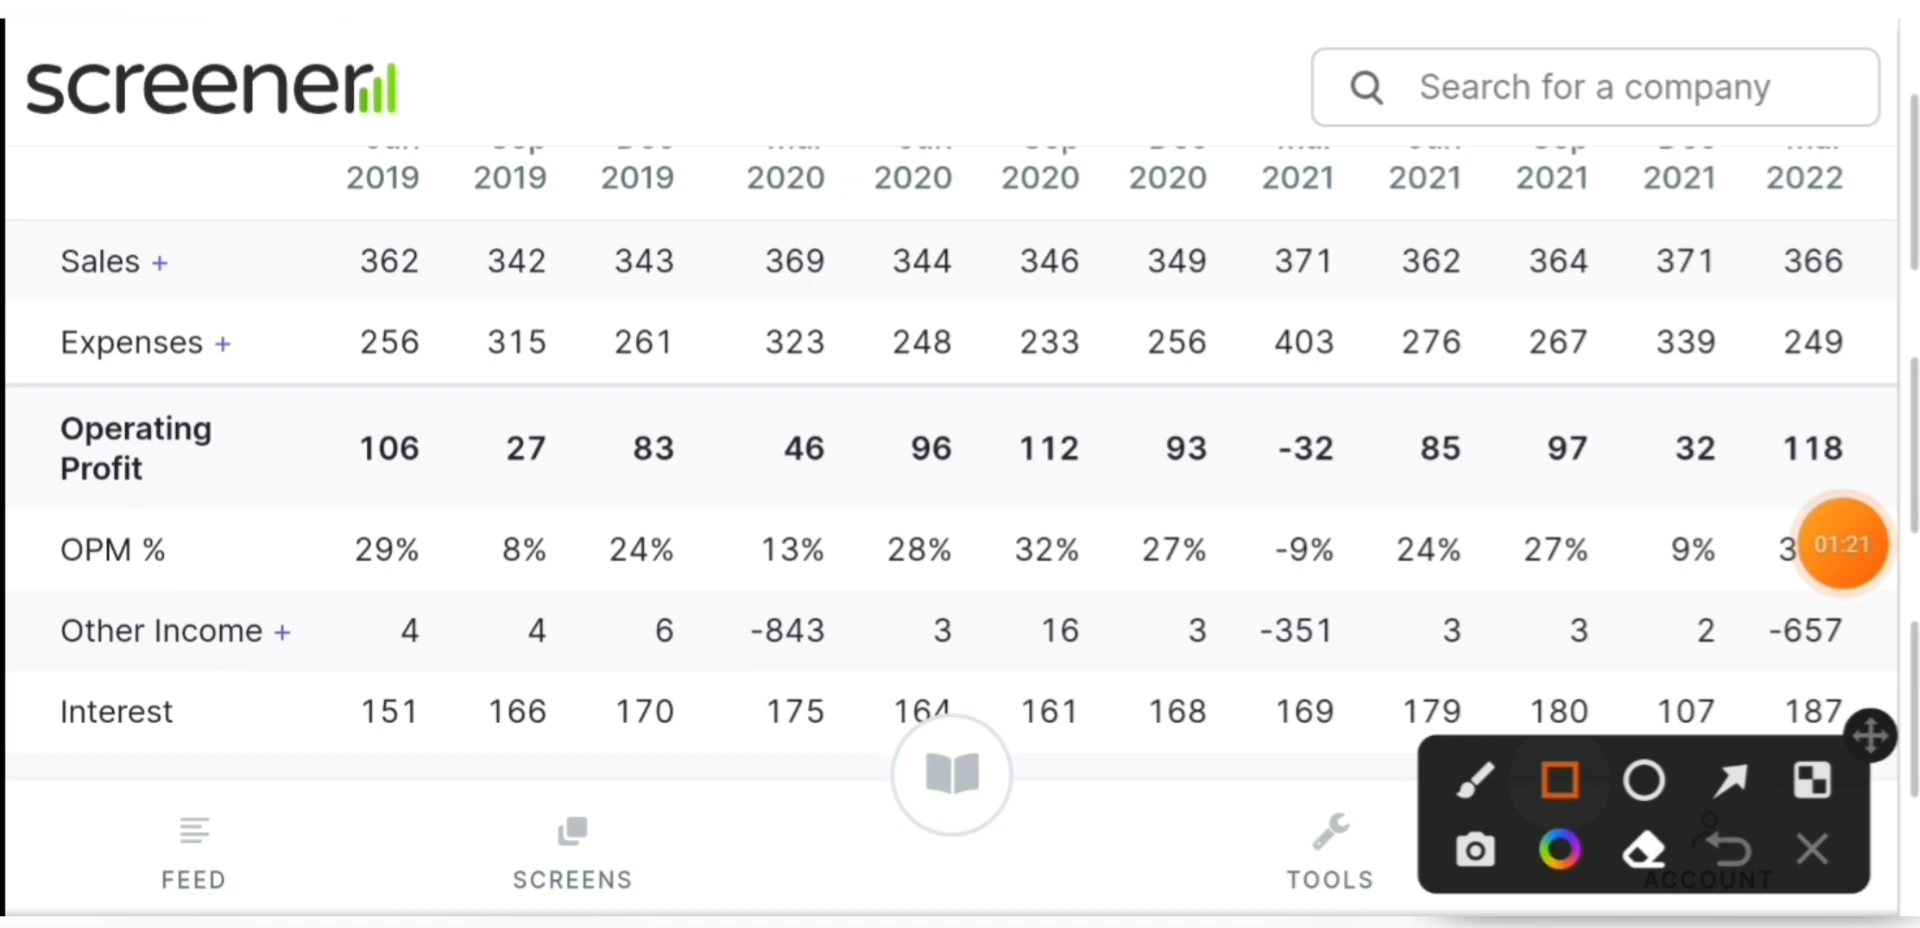 screener
Search for a company
2019 2019 2019 2020 2020 2020 2020 2021 2021 2021 2021 2022
Sales + 362 342 343 369 344 346 349 371 362 364 371 366
Expenses + 256 315 261 323 248 233 256 403 276 267 339 249
Operating
Profit 106 27 83 46 96 112 93 -32 85 97 32 118
OPM % 29% 8% 24% 13% 28% 32% 27% -9% 24% 27% 9%
01:21
Other Income + 4 4 6 -843 3 16 3 -351 3 3 2 -657
Interest 151 166 170 175 164 161 168 169 179 180 107 187
FEED SCREENS TOOLS ACCOUNT